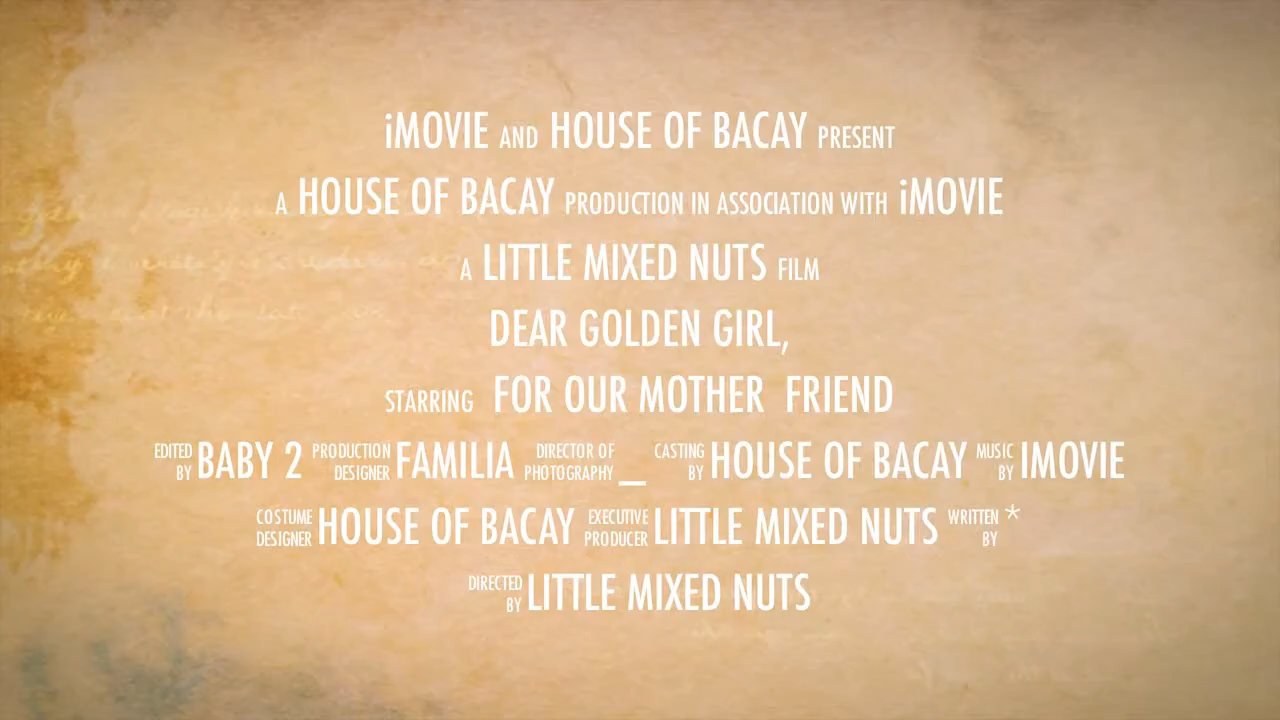 iMOVIE AND HOUSE OF BACAY PRESENT
A HOUSE OF BACAY PRODUCTION IN ASSOCIATION WITH iMOVIE
A LITTLE MIXED NUTS FILM
DEAR GOLDEN GIRL,
STARRING FOR OUR MOTHER FRIEND
EDITED BY BABY 2 PRODUCTION DESIGNER FAMILIA DIRECTOR OF PHOTOGRAPHY _ CASTING BY HOUSE OF BACAY MUSIC BY IMOVIE
COSTUME DESIGNER HOUSE OF BACAY EXECUTIVE PRODUCER LITTLE MIXED NUTS WRITTEN BY *
DIRECTED BY LITTLE MIXED NUTS